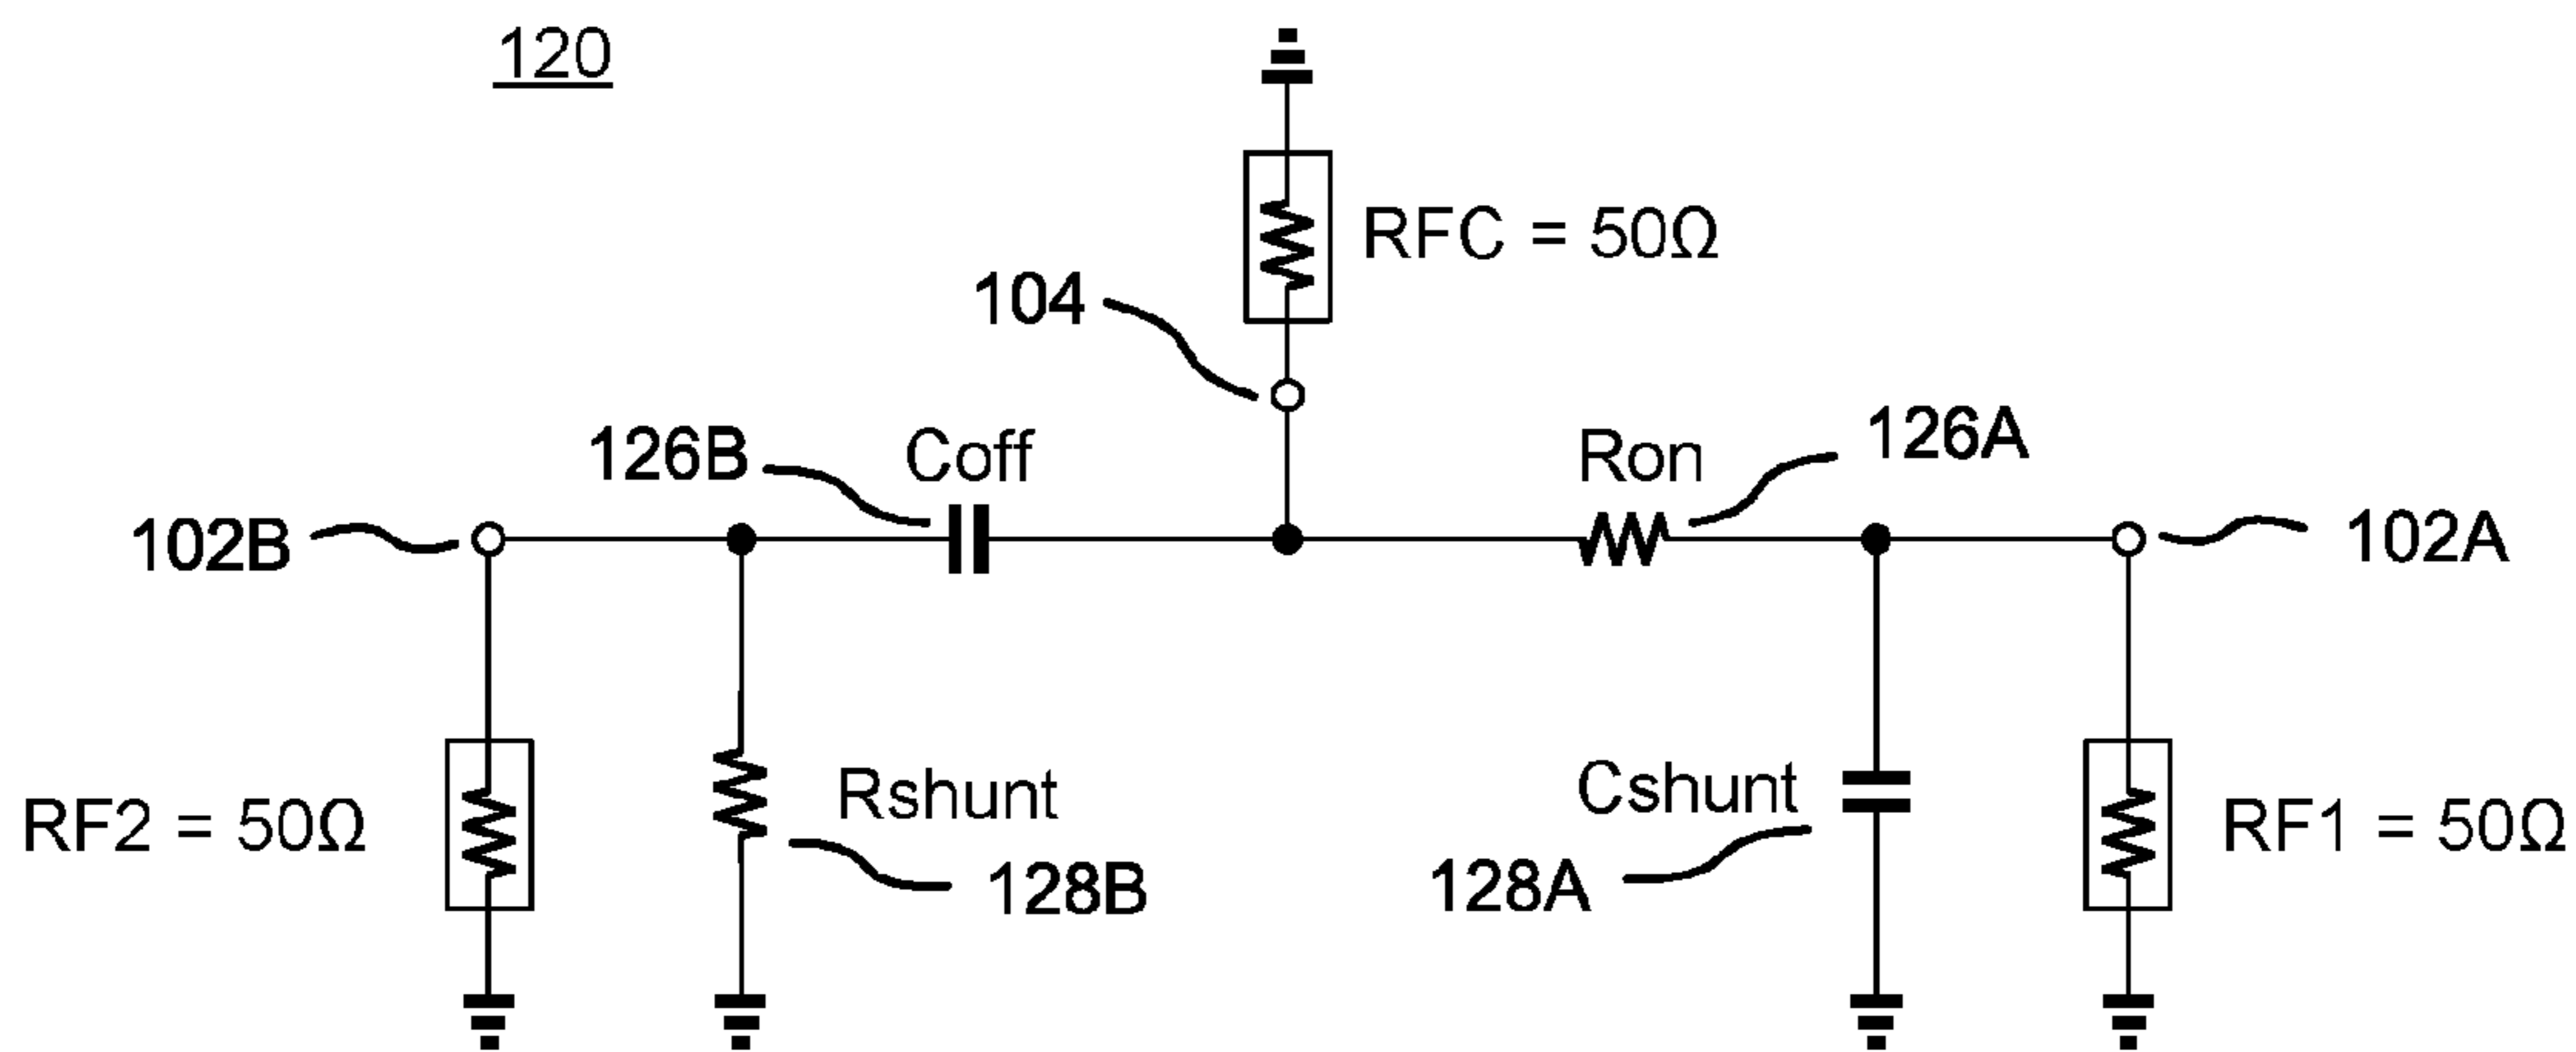 120
RFC = 50Ω
104
126B
Coff
Ron
126A
102B
102A
RF2 = 50Ω
Rshunt
128B
Cshunt
128A
RF1 = 50Ω